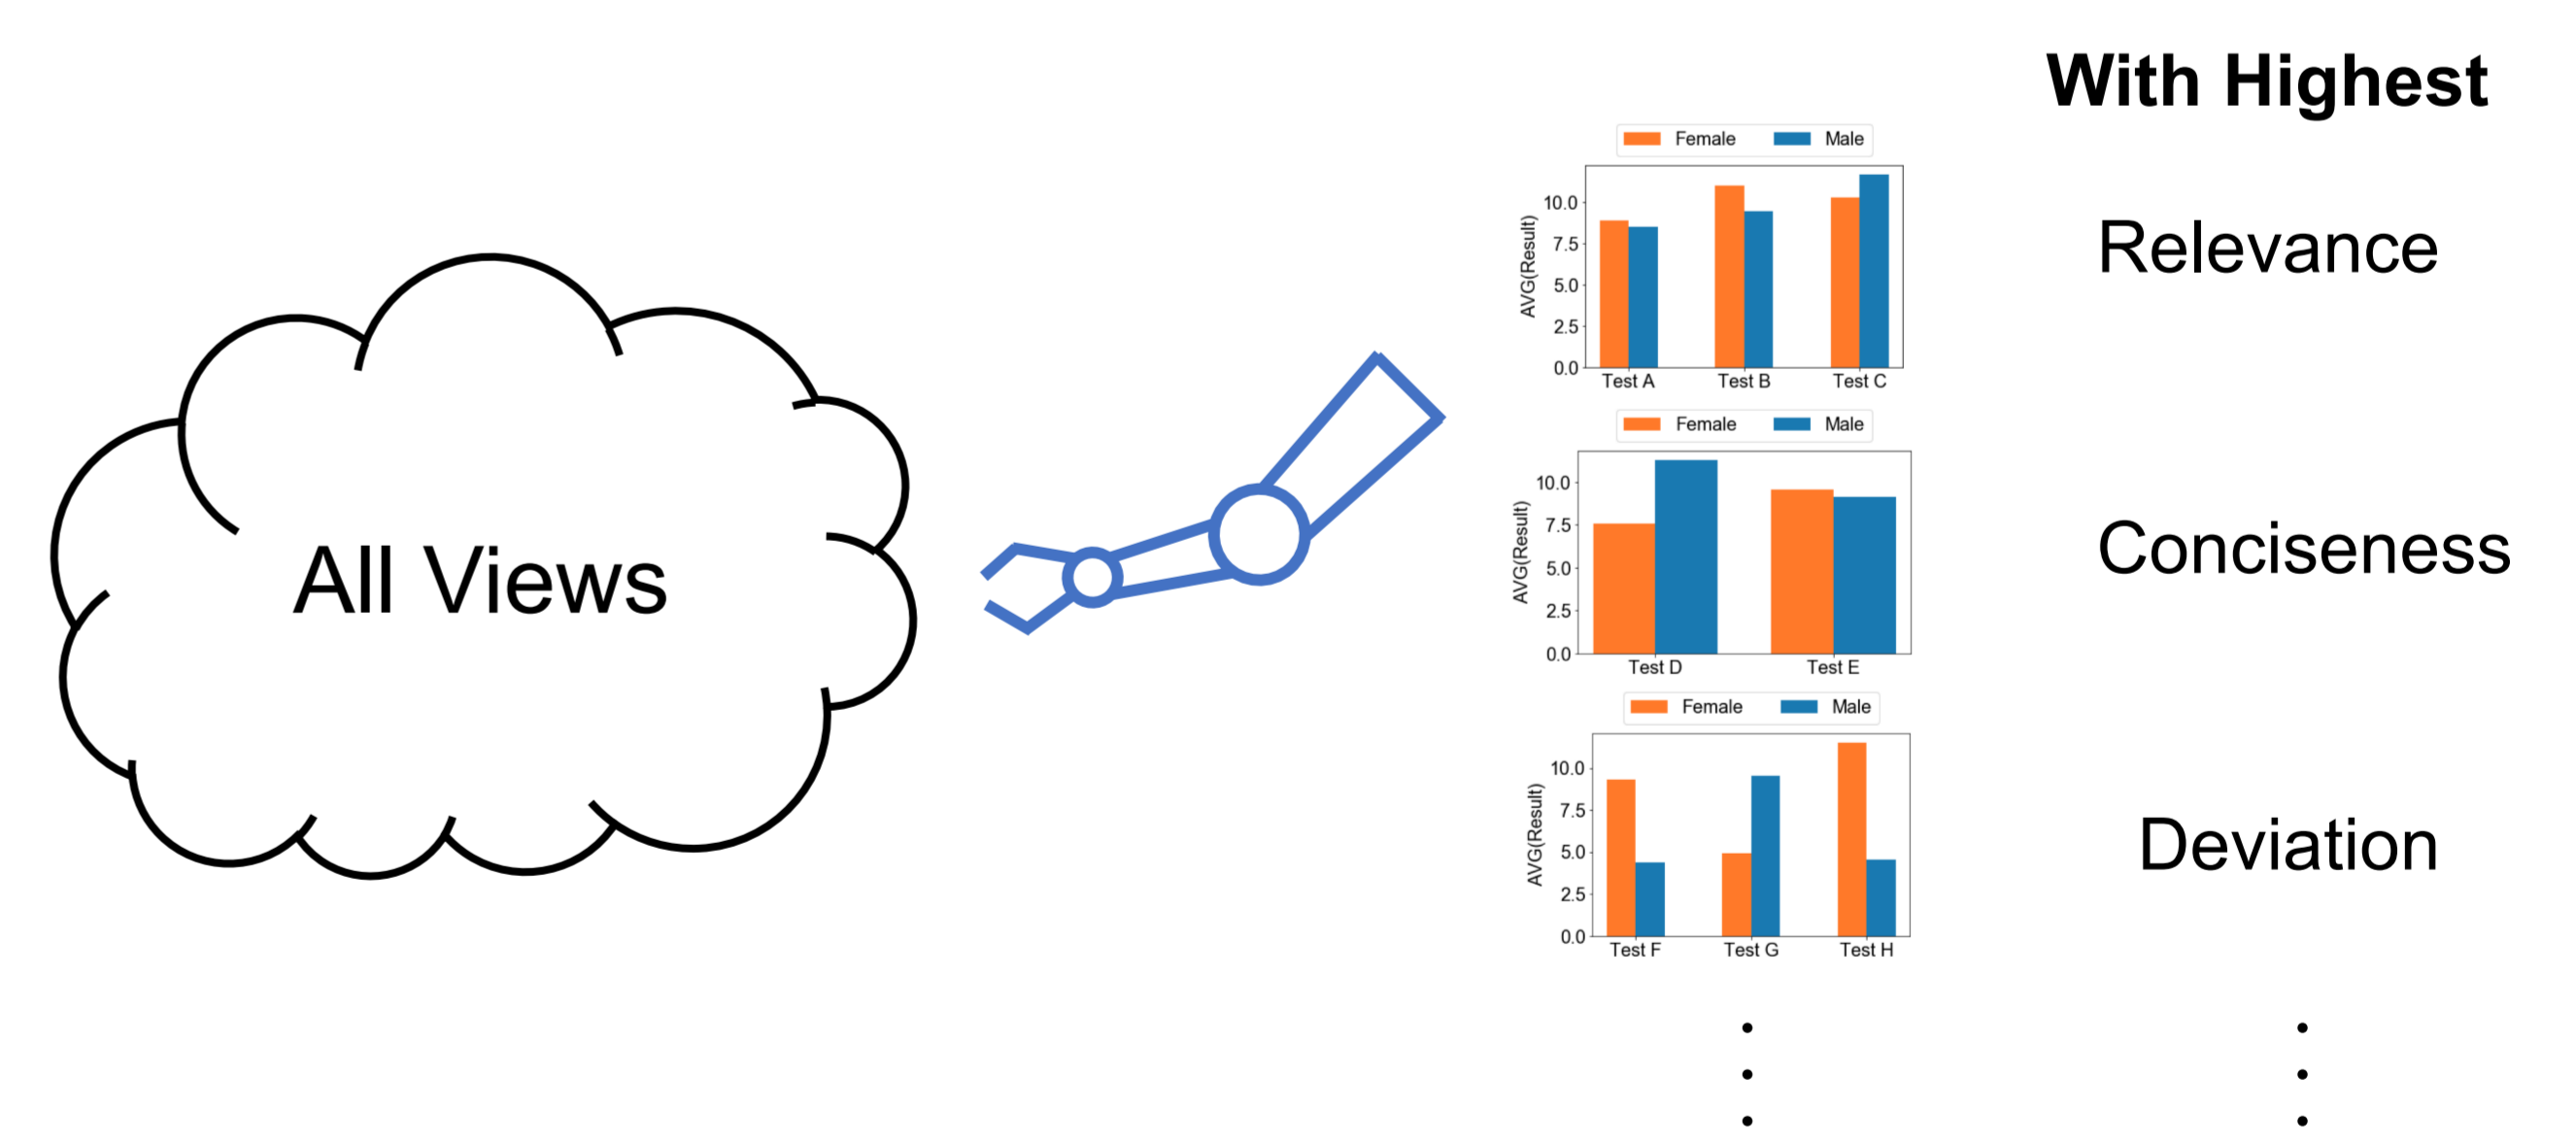 With Highest
Female Male
10.0
7.5
5.0
2.5
0.0
AVG(Result)
Test A Test B Test C
Relevance
All Views
Female Male
10.0
7.5
5.0
2.5
0.0
AVG(Result)
Test D Test E
Conciseness
Female Male
10.0
7.5
5.0
2.5
0.0
AVG(Result)
Test F Test G Test H
Deviation